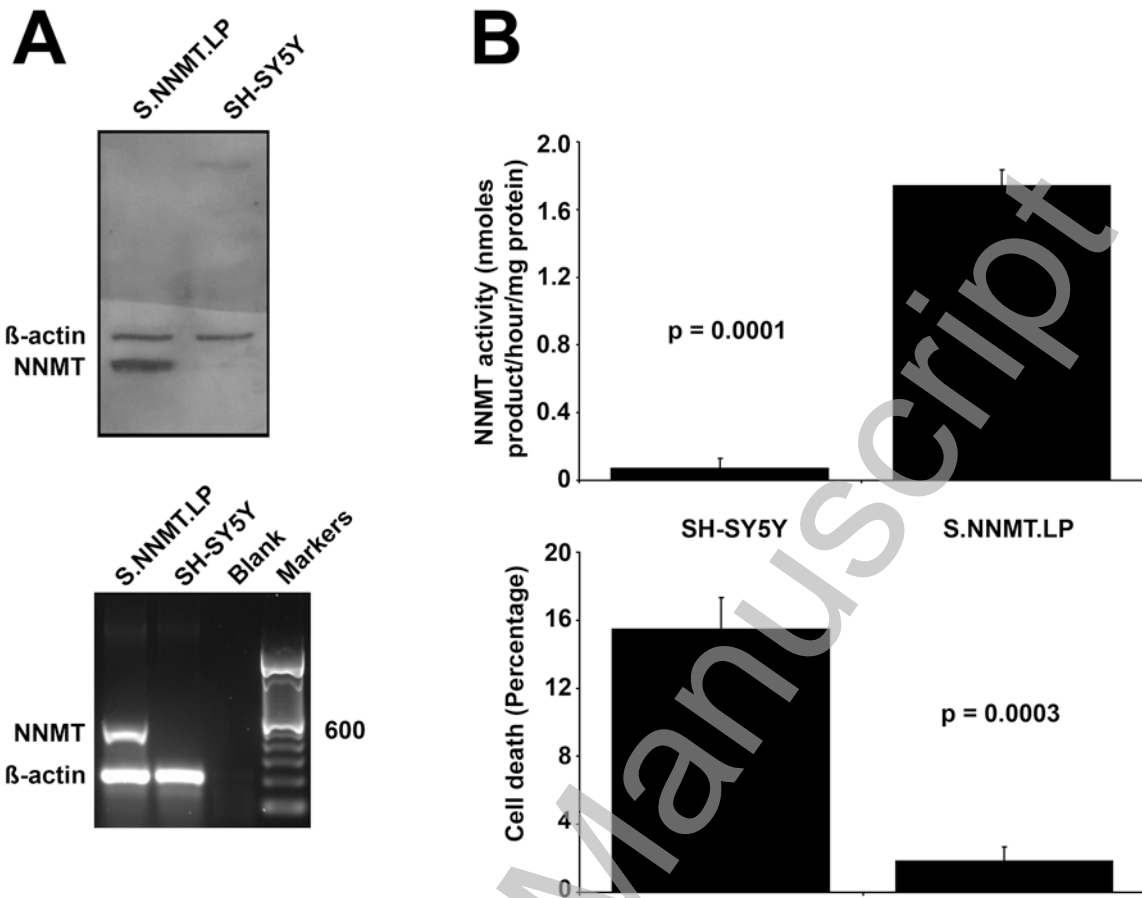 A
S.NNMT.LP
SH-SY5Y
ß-actin
NNMT
S.NNMT.LP
SH-SY5Y
Blank
Markers
NNMT
600
ß-actin
B
NNMT activity (nmoles
product/hour/mg protein)
2.0
1.6
1.2
0.8
0.4
0
p = 0.0001
SH-SY5Y
S.NNMT.LP
Cell death (Percentage)
20
16
12
8
4
0
p = 0.0003
Manuscript